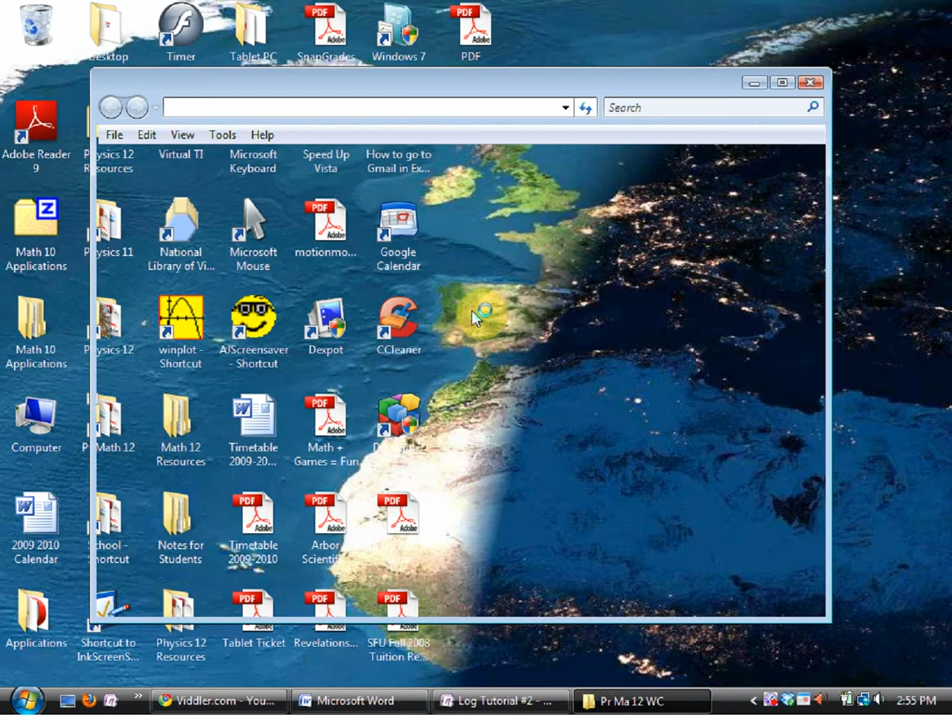 Desktop
Timer
Tablet PC
SnapGrades
Windows 7
PDF
Search
File Edit View Tools Help
Adobe Reader
9
Physics 12
Resources
Virtual TI
Microsoft
Keyboard
Speed Up
Vista
How to go to
Gmail in Ex...
Math 10
Applications
Physics 11
National
Library of Vi...
Microsoft
Mouse
motionmo...
Google
Calendar
Math 10
Applications
Physics 12
winplot -
Shortcut
AJScreensaver
- Shortcut
Dexpot
CCleaner
Computer
Math 12
Math 12
Resources
Timetable
2009-20...
Math +
Games = Fun
2009 2010
Calendar
School -
Shortcut
Notes for
Students
Timetable
2009-2010
Arbor
Scientif
Applications
Shortcut to
InkScreenS...
Physics 12
Resources
Tablet Ticket
Revelations...
SFU Fall 2008
Tuition Re...
Viddler.com - You...
Microsoft Word
Log Tutorial #2 - ...
Pr Ma 12 WC
2:55 PM